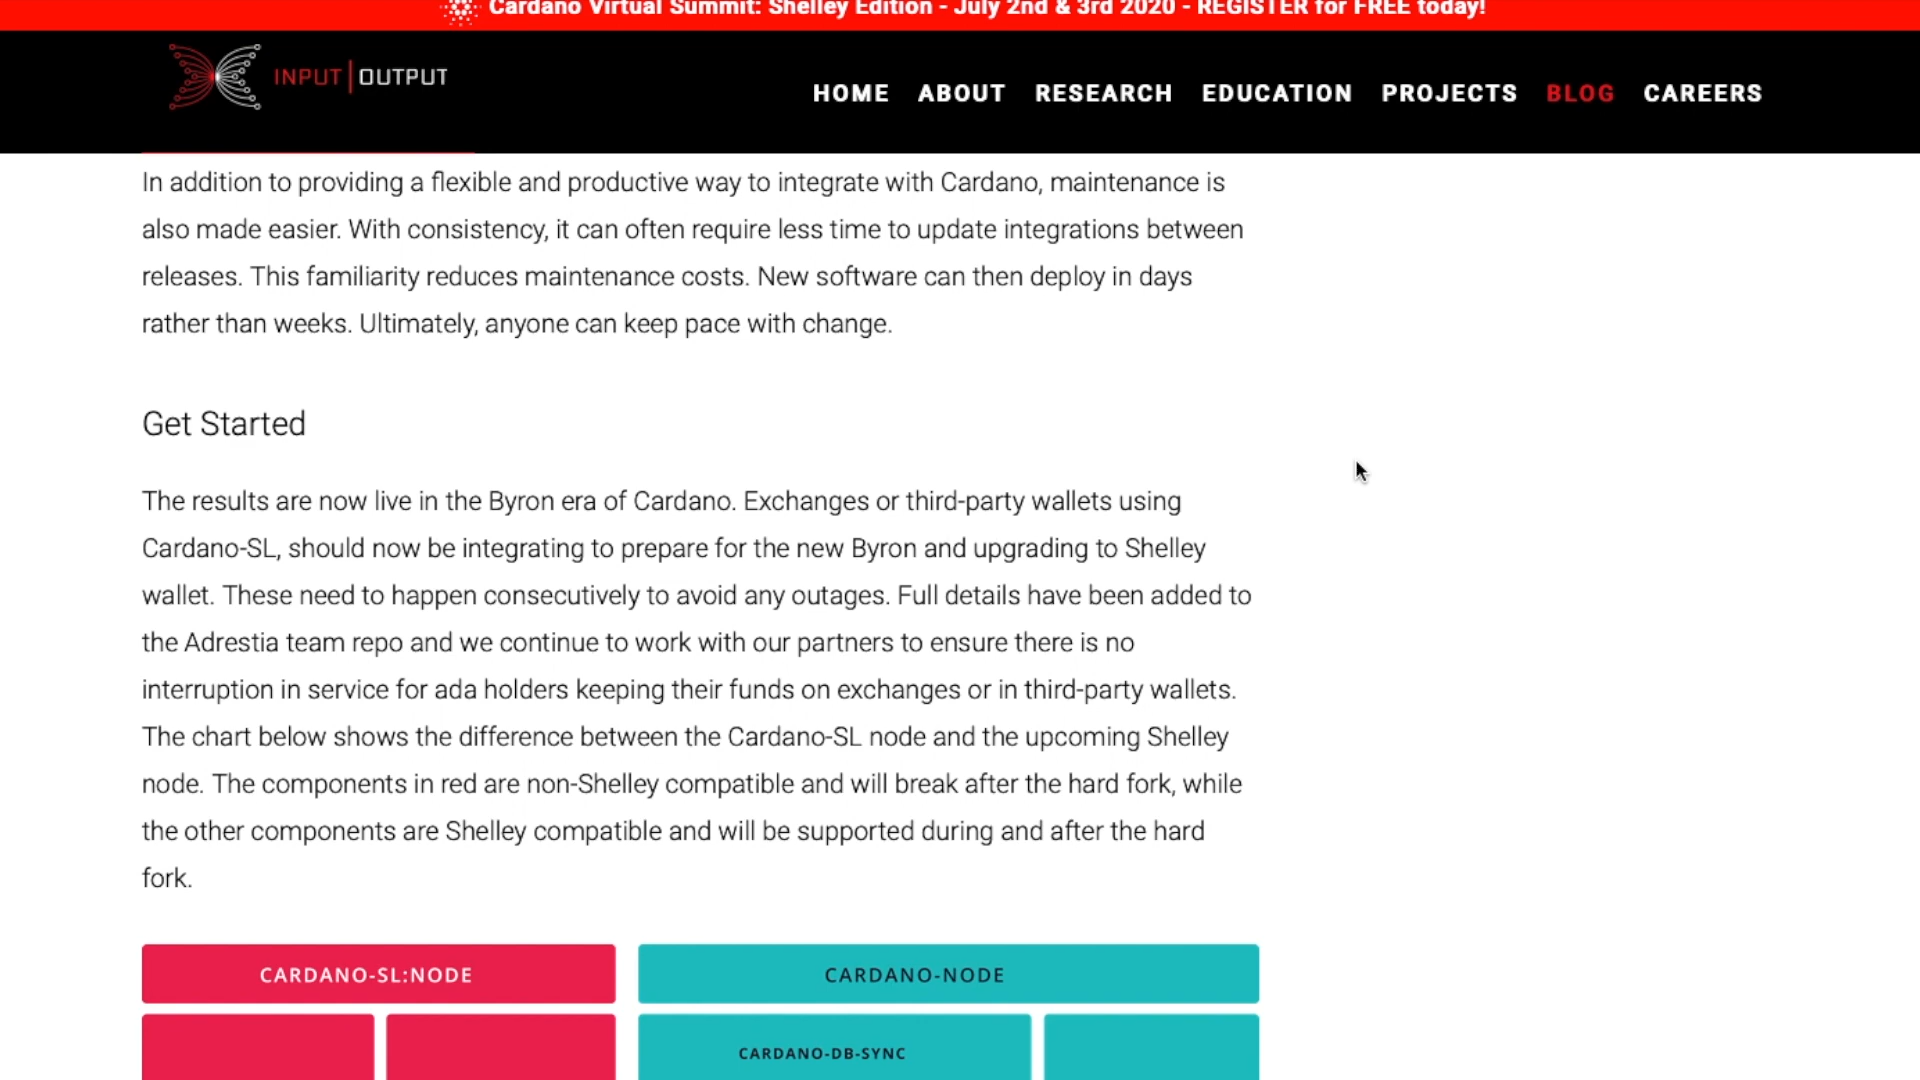 Cardano Virtual Summit: Shelley Edition - July 2nd & 3rd 2020 - REGISTER for FREE today!
INPUT|OUTPUT
HOME ABOUT RESEARCH EDUCATION PROJECTS BLOG CAREERS
In addition to providing a flexible and productive way to integrate with Cardano, maintenance is
also made easier. With consistency, it can often require less time to update integrations between
releases. This familiarity reduces maintenance costs. New software can then deploy in days
rather than weeks. Ultimately, anyone can keep pace with change.
Get Started
The results are now live in the Byron era of Cardano. Exchanges or third-party wallets using
Cardano-SL, should now be integrating to prepare for the new Byron and upgrading to Shelley
wallet. These need to happen consecutively to avoid any outages. Full details have been added to
the Adrestia team repo and we continue to work with our partners to ensure there is no
interruption in service for ada holders keeping their funds on exchanges or in third-party wallets.
The chart below shows the difference between the Cardano-SL node and the upcoming Shelley
node. The components in red are non-Shelley compatible and will break after the hard fork, while
the other components are Shelley compatible and will be supported during and after the hard
fork.
CARDANO-SL:NODE
CARDANO-NODE
CARDANO-DB-SYNC